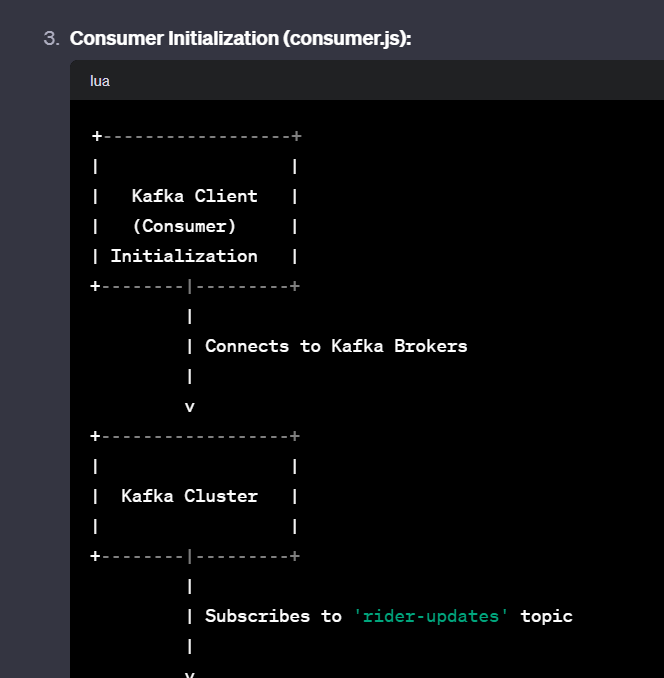 3. Consumer Initialization (consumer.js):
lua
+------------------+
|                  |
|   Kafka Client   |
|   (Consumer)     |
| Initialization   |
+--------|---------+
         |
         | Connects to Kafka Brokers
         |
         v
+------------------+
|                  |
|  Kafka Cluster   |
|                  |
+--------|---------+
         |
         | Subscribes to 'rider-updates' topic
         |
         v